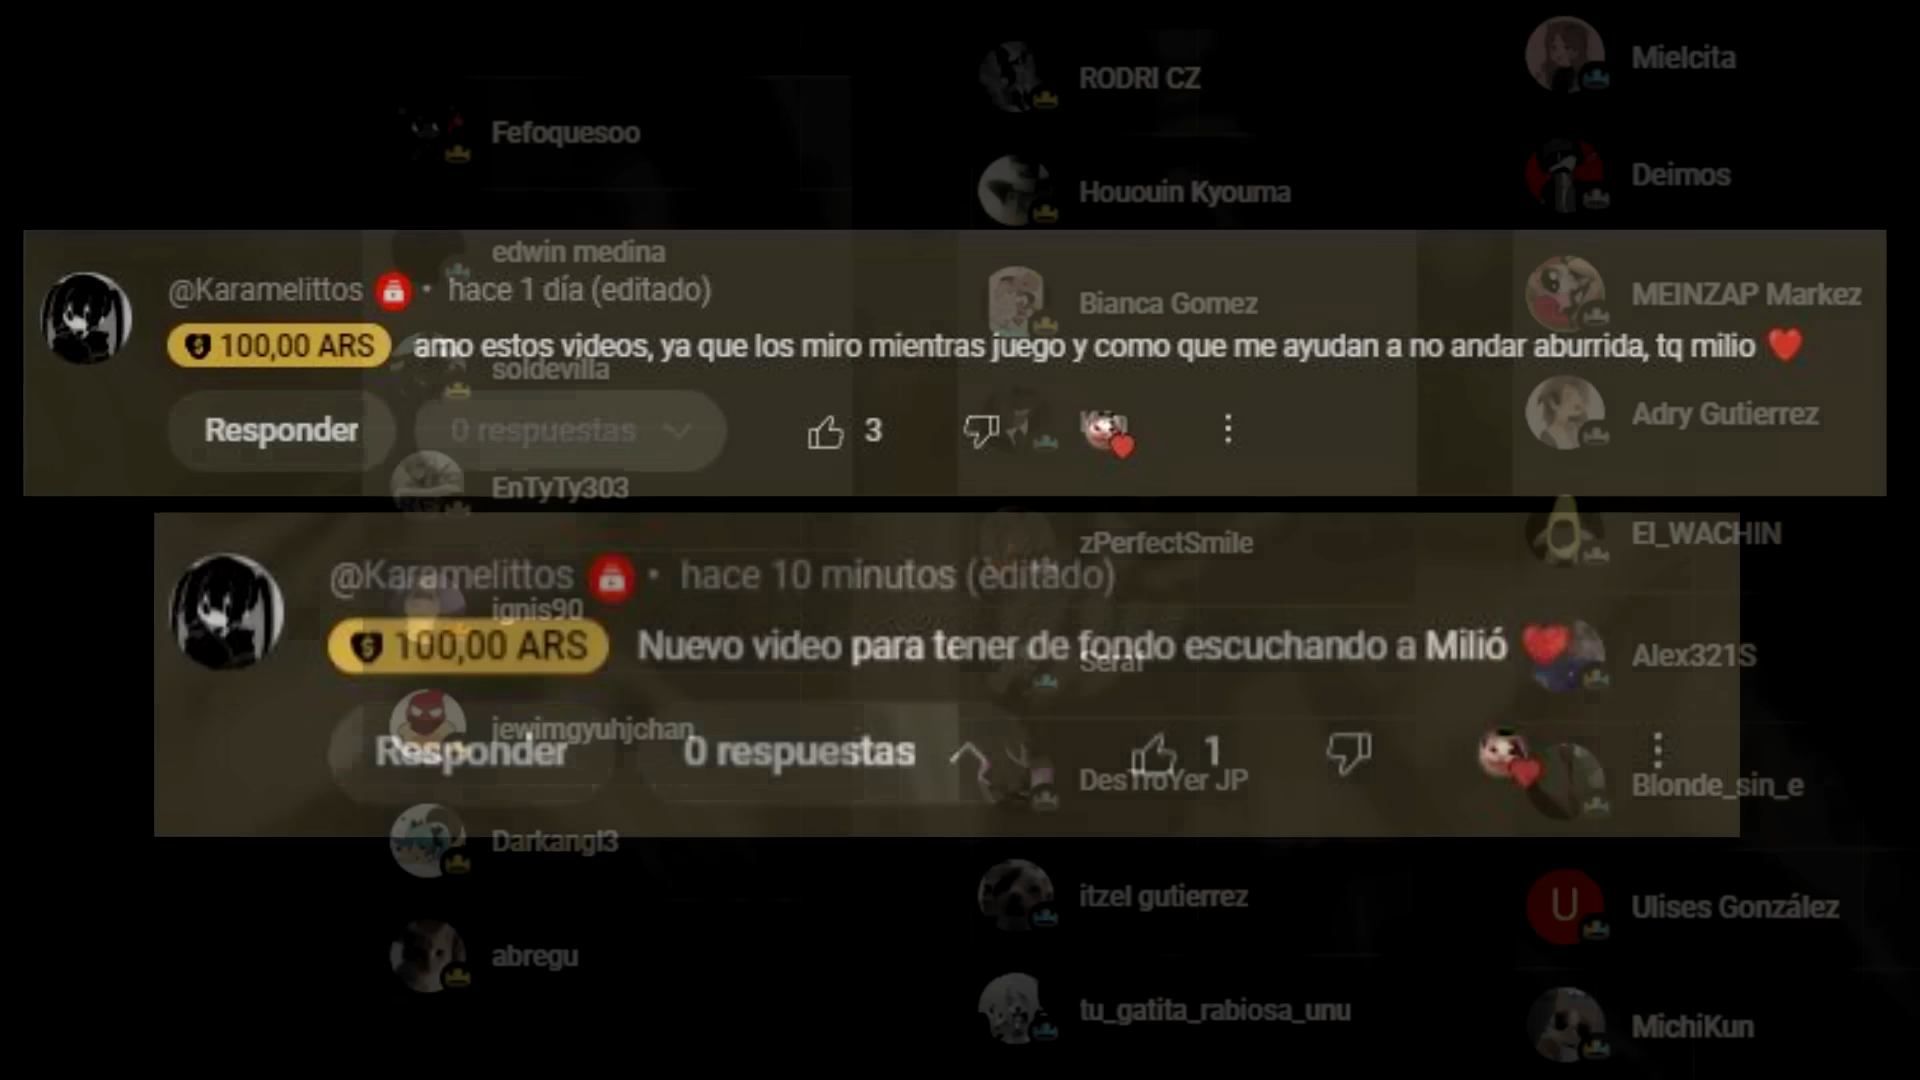 Mielcita
RODRI CZ
Fefoquesoo
Deimos
Hououin Kyouma
edwin medina
@Karamelittos • hace 1 día (editado)
Bianca Gomez
MEINZAP Markez
100,00 ARS amo estos videos, ya que los miro mientras juego y como que me ayudan a no andar aburrida, tq milio ❤️
soldevilla
Adry Gutierrez
Responder 0 respuestas 3
EnTyTy303
zPerfectSmile
El_WACHIN
@Karamelittos • hace 10 minutos (editado)
ignis90
100,00 ARS Nuevo video para tener de fondo escuchando a Milió ❤️
Seraf
Alex321S
jewimgyuhjchan
Responder 0 respuestas 1
DesTroYer JP
Blonde_sin_e
Darkangl3
itzel gutierrez
U Ulises González
abregu
tu_gatita_rabiosa_unu
MichiKun